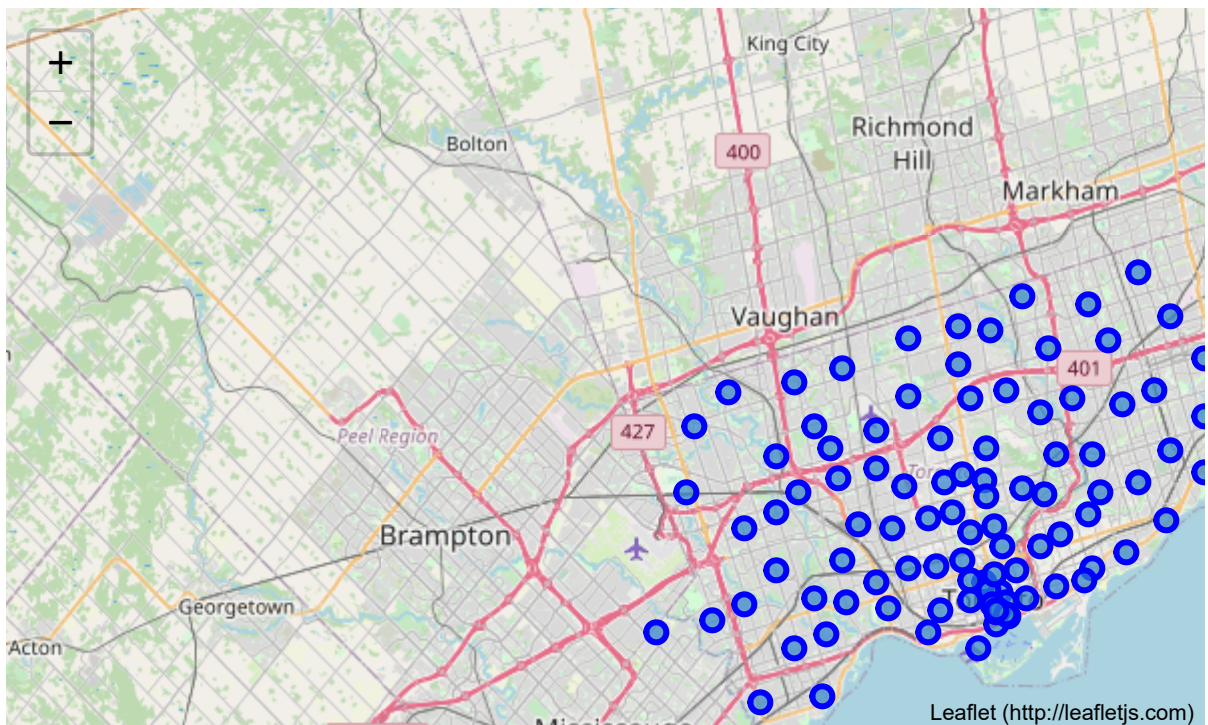 +
−
King City
Bolton
400
Richmond
Hill
Markham
Vaughan
401
427
Peel Region
Brampton
Georgetown
Acton
Leaflet (http://leafletjs.com)